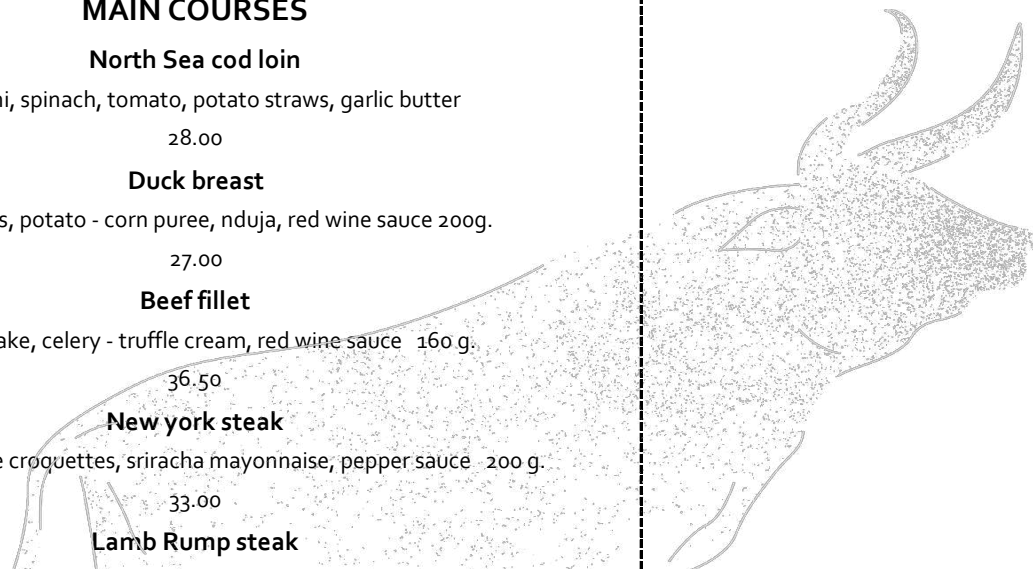 MAIN COURSES
North Sea cod loin
spinach, tomato, potato straws, garlic butter
28.00
Duck breast
potato - corn puree, nduja, red wine sauce 200g.
27.00
Beef fillet
celery - truffle cream, red wine sauce 160 g.
36.50
New york steak
croquettes, sriracha mayonnaise, pepper sauce 200 g.
33.00
Lamb Rump steak